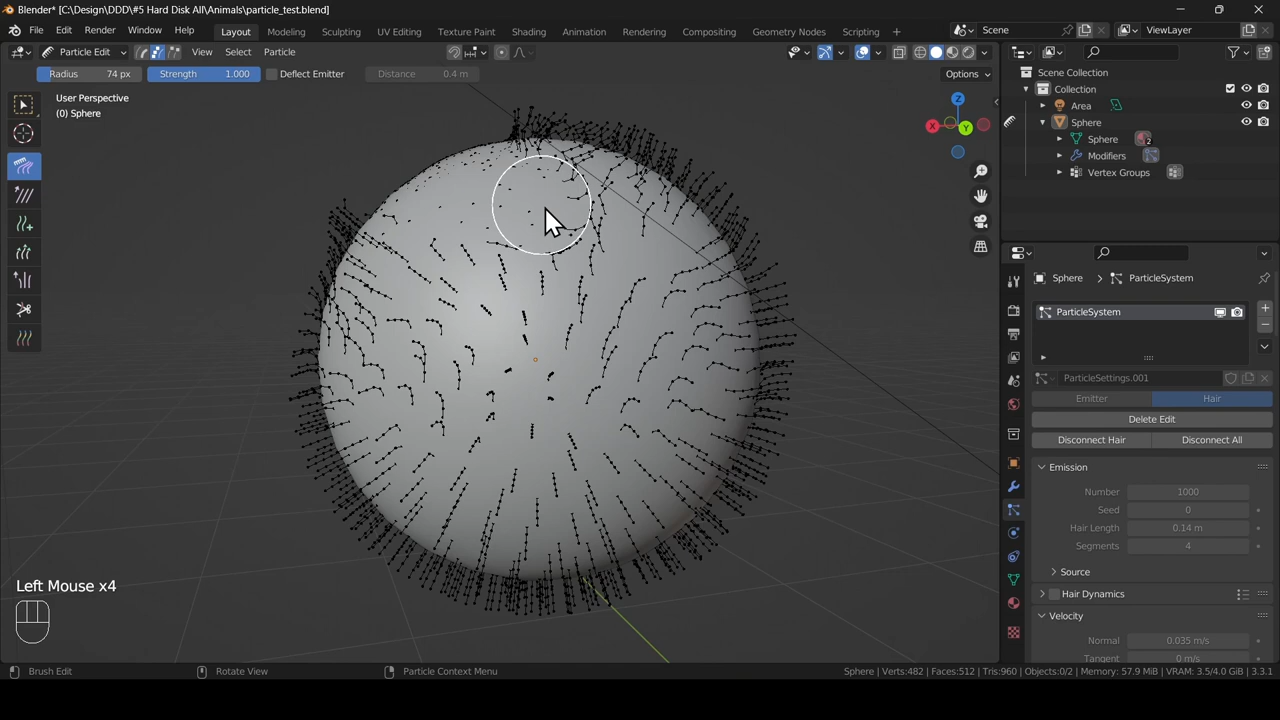 Blender* [C:\Design\DDD\#5 Hard Disk All\Animals\particle_test.blend]
File Edit Render Window Help Layout Modeling Sculpting UV Editing Texture Paint Shading Animation Rendering Compositing Geometry Nodes Scripting + Scene ViewLayer
Particle Edit View Select Particle
Radius 74 px Strength 1.000 Deflect Emitter Distance 0.4 m Options
User Perspective
(0) Sphere
Z
X
Y
Scene Collection
Collection
Area
Sphere
Sphere 2
Modifiers
Vertex Groups
Sphere > ParticleSystem
ParticleSystem
ParticleSettings.001
Emitter Hair
Delete Edit
Disconnect Hair Disconnect All
Emission
Number 1000
Seed 0
Hair Length 0.14 m
Segments 4
Source
Hair Dynamics
Velocity
Normal 0.035 m/s
Tangent 0 m/s
Left Mouse x4
Brush Edit Rotate View Particle Context Menu Sphere | Verts:482 | Faces:512 | Tris:960 | Objects:0/2 | Memory: 57.9 MiB | VRAM: 3.5/4.0 GiB | 3.3.1